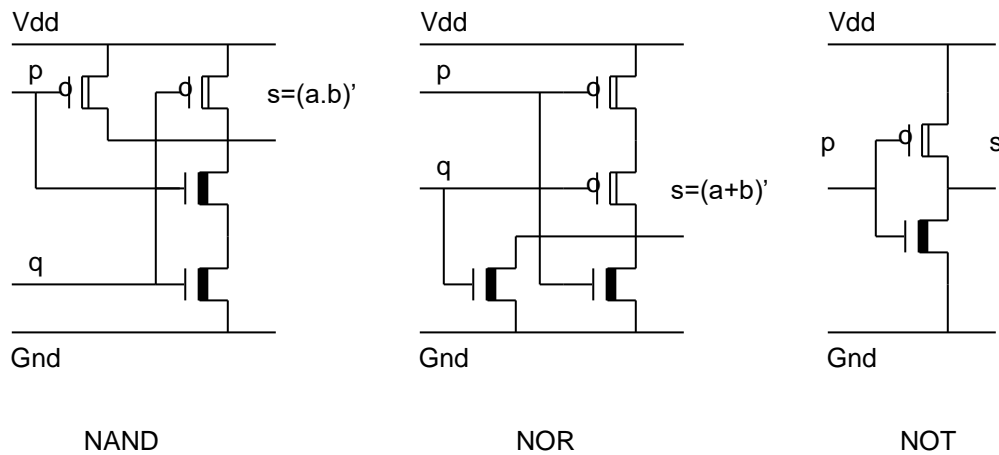 Vdd
p
s=(a.b)’
q
Gnd
NAND
Vdd
p
q
s=(a+b)’
Gnd
NOR
Vdd
p
s
Gnd
NOT